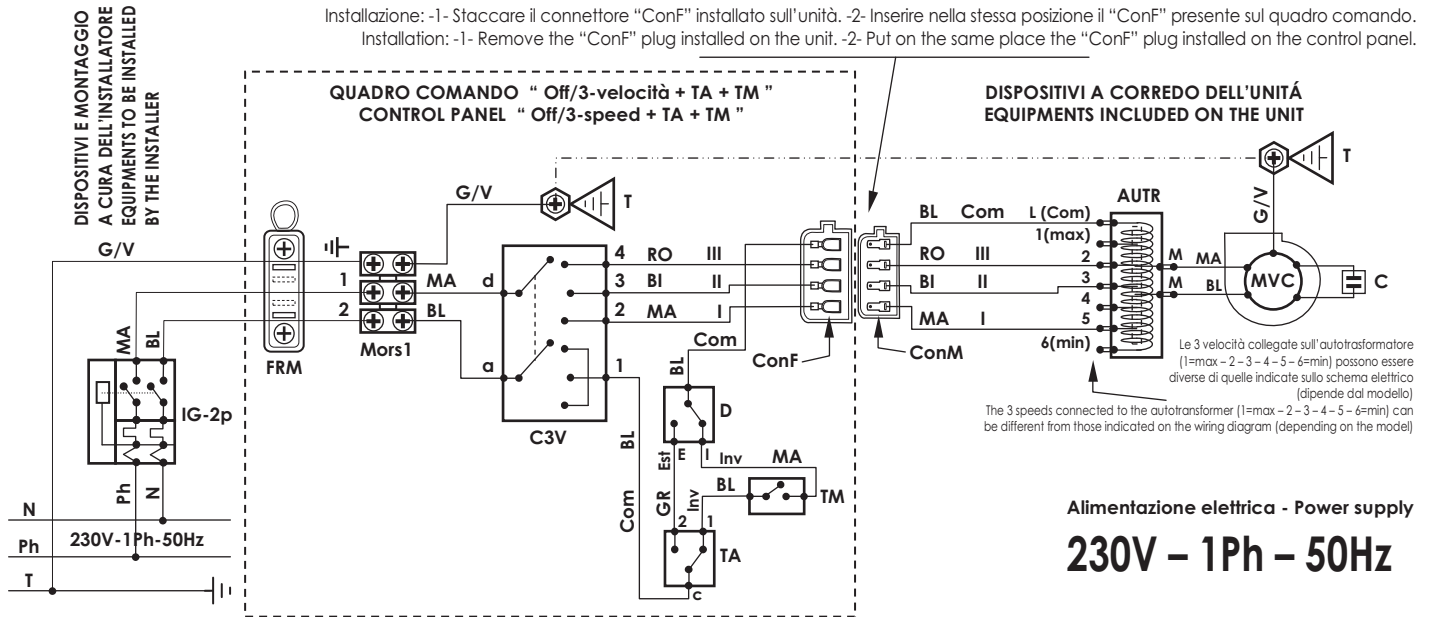 Installazione: -1- Staccare il connettore “ConF” installato sull’unità. -2- Inserire nella stessa posizione il “ConF” presente sul quadro comando.
Installation: -1- Remove the “ConF” plug installed on the unit. -2- Put on the same place the “ConF” plug installed on the control panel.
DISPOSITIVI E MONTAGGIO
A CURA DELL’INSTALLATORE
EQUIPMENTS TO BE INSTALLED
BY THE INSTALLER
QUADRO COMANDO “ Off/3-velocità + TA + TM ”
CONTROL PANEL “ Off/3-speed + TA + TM ”
DISPOSITIVI A CORREDO DELL’UNITÁ
EQUIPMENTS INCLUDED ON THE UNIT
G/V
G/V
T
T
G/V
AUTR
FRM
1
2
Mors1
MA
BL
d
a
4
3
2
1
C3V
RO III
BI II
MA I
Com
BL
ConF
ConM
BL Com
RO III
BI II
MA I
L (Com)
1(max)
2
3
4
5
6(min)
M MA
M BL
MVC
C
MA
BL
IG-2p
Ph
N
N
Ph
T
230V-1Ph-50Hz
BL
Com
D
E
I
Est
GR
Inv
Inv MA
BL
TM
2
1
TA
c
Le 3 velocità collegate sull’autotrasformatore
(1=max – 2 – 3 – 4 – 5 – 6=min) possono essere
diverse di quelle indicate sullo schema elettrico
(dipende dal modello)
The 3 speeds connected to the autotransformer (1=max – 2 – 3 – 4 – 5 – 6=min) can
be different from those indicated on the wiring diagram (depending on the model)
Alimentazione elettrica - Power supply
230V – 1Ph – 50Hz